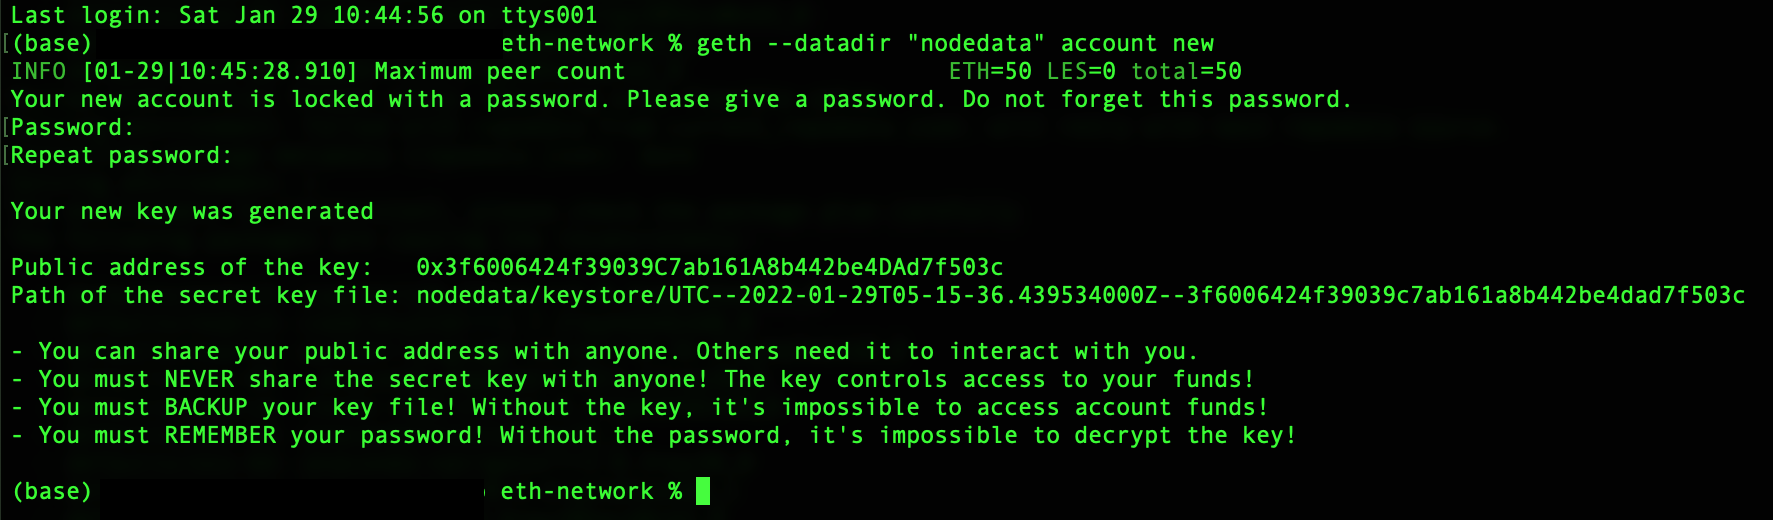 Last login: Sat Jan 29 10:44:56 on ttys001
[(base) eth-network % geth --datadir "nodedata" account new
INFO [01-29|10:45:28.910] Maximum peer count ETH=50 LES=0 total=50
Your new account is locked with a password. Please give a password. Do not forget this password.
[Password:
[Repeat password:
Your new key was generated
Public address of the key: 0x3f6006424f39039C7ab161A8b442be4DAd7f503c
Path of the secret key file: nodedata/keystore/UTC--2022-01-29T05-15-36.439534000Z--3f6006424f39039c7ab161a8b442be4dad7f503c
- You can share your public address with anyone. Others need it to interact with you.
- You must NEVER share the secret key with anyone! The key controls access to your funds!
- You must BACKUP your key file! Without the key, it's impossible to access account funds!
- You must REMEMBER your password! Without the password, it's impossible to decrypt the key!
(base) eth-network %